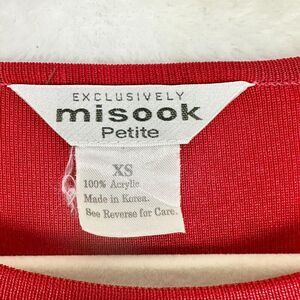 EXCLUSIVELY
misook
Petite
XS
100% Acrylic
Made in Korea.
See Reverse for Care.